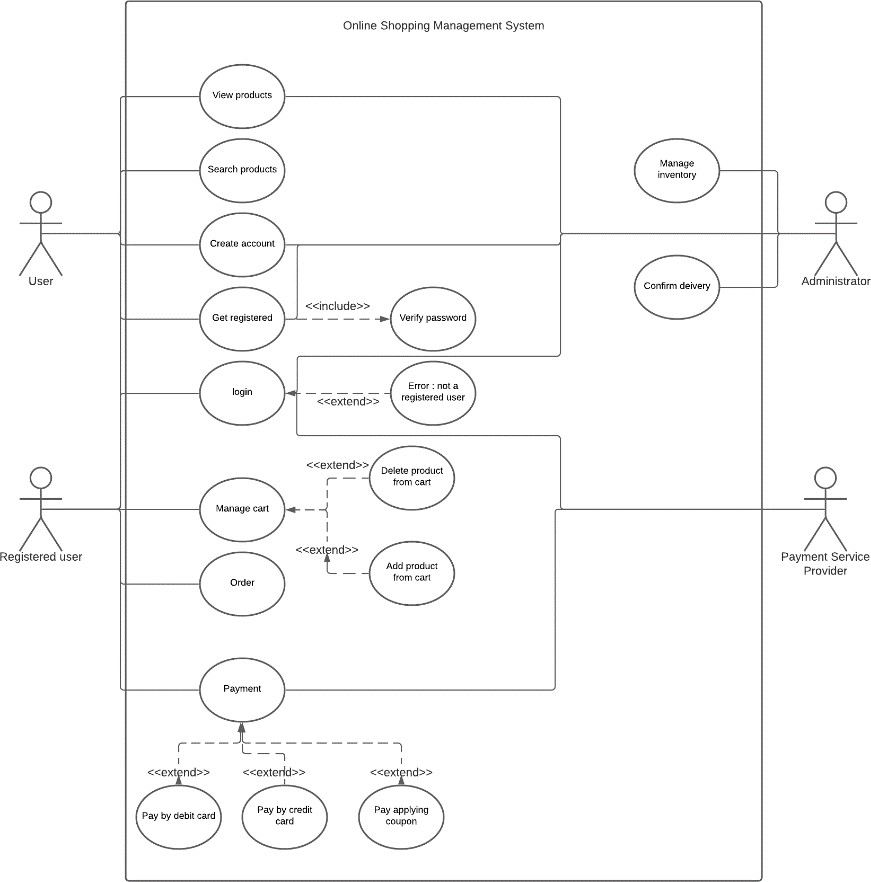 Online Shopping Management System
View products
Search products
Manage
inventory
Create account
User
Administrator
Confirm deivery
<<include>>
Get registered
Verify password
login
Error : not a
registered user
<<extend>>
<<extend>>
Delete product
from cart
Manage cart
Registered user
Payment Service
Provider
<<extend>>
Add product
from cart
Order
Payment
<<extend>>
<<extend>>
<<extend>>
Pay by debit card
Pay by credit
card
Pay applying
coupon